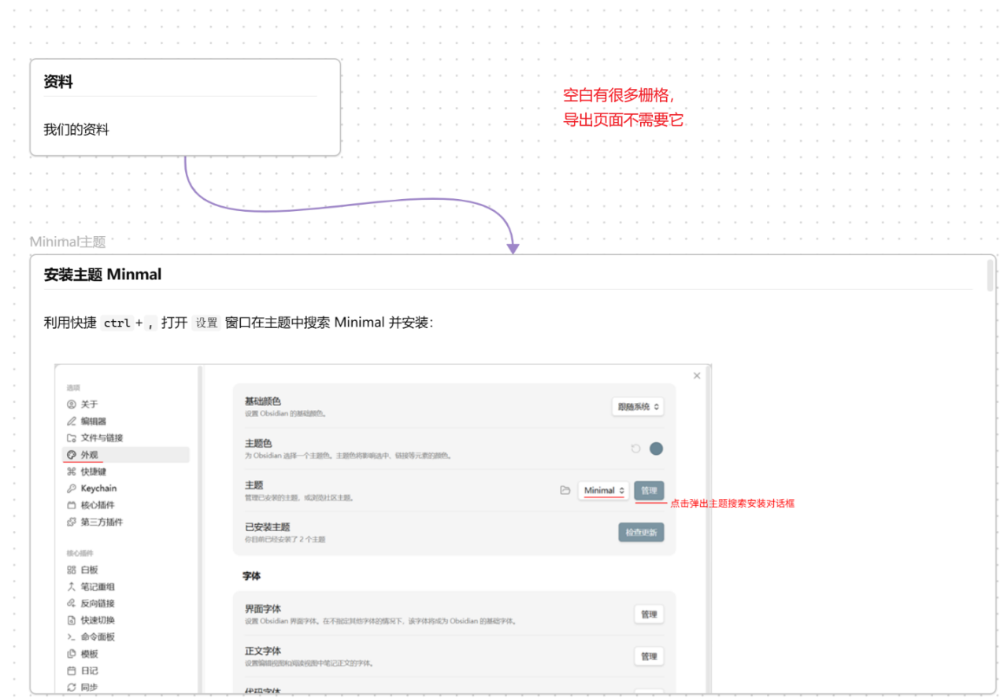 资料
我们的资料
空白有很多栅格，
导出页面不需要它
Minimal主题
安装主题 Minmal
利用快捷 ctrl + , 打开 设置 窗口在主题中搜索 Minimal 并安装：
选项
关于
编辑器
文件与链接
外观
快捷键
Keychain
核心插件
第三方插件
核心插件
白板
笔记重组
反向链接
快速切换
命令面板
模板
日记
同步
基础颜色
设置 Obsidian 的基础颜色。
跟随系统
主题色
为 Obsidian 选择一个主题色。主题色将影响选中、链接等元素的颜色。
主题
管理已安装的主题，或浏览社区主题。
Minimal
管理
点击弹出主题搜索安装对话框
已安装主题
你目前已经安装了 2 个主题
检查更新
字体
界面字体
设置 Obsidian 界面字体。在不指定其他字体的情况下，该字体将成为 Obsidian 的基础字体。
管理
正文字体
设置编辑视图和阅读视图中笔记正文的字体。
管理
代码字体